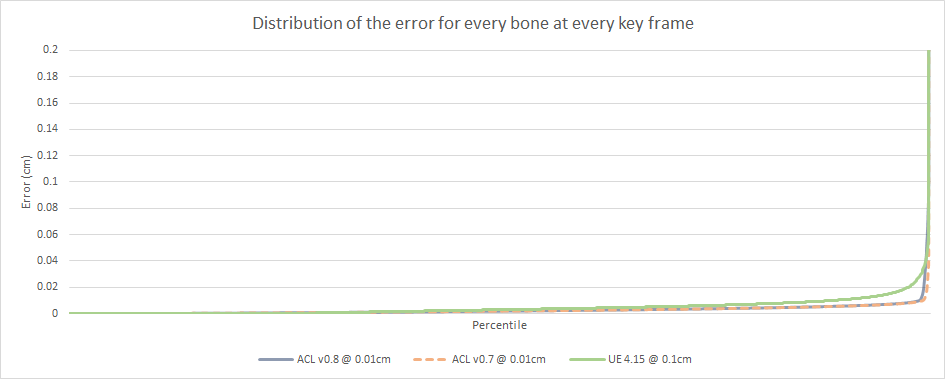 Distribution of the error for every bone at every key frame
0.2
0.18
0.16
0.14
0.12
0.1
0.08
0.06
0.04
0.02
0
Error (cm)
Percentile
ACL v0.8 @ 0.01cm ACL v0.7 @ 0.01cm UE 4.15 @ 0.1cm